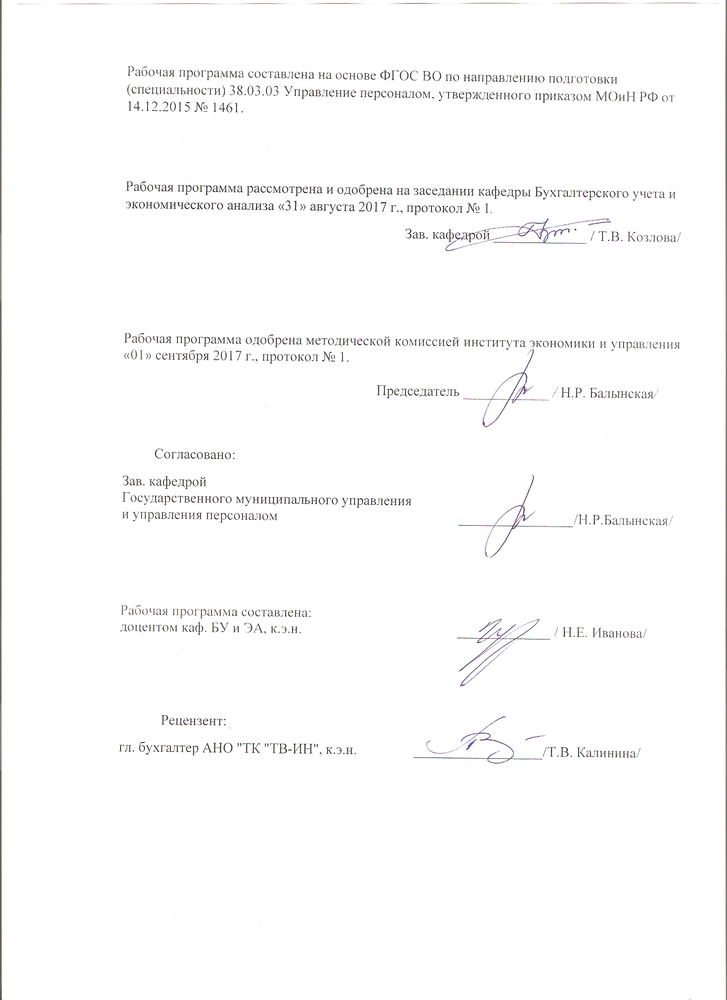 Рабочая программа составлена на основе ФГОС ВО по направлению подготовки
(специальности) 38.03.03 Управление персоналом, утвержденного приказом МОиН РФ от
14.12.2015 № 1461.
Рабочая программа рассмотрена и одобрена на заседании кафедры Бухгалтерского учета и
экономического анализа «31» августа 2017 г., протокол № 1.
Зав. кафедрой ______________ / Т.В. Козлова/
Рабочая программа одобрена методической комиссией института экономики и управления
«01» сентября 2017 г., протокол № 1.
Председатель _____________ / Н.Р. Балынская/
Согласовано:
Зав. кафедрой
Государственного муниципального управления
и управления персоналом _________________/Н.Р.Балынская/
Рабочая программа составлена:
доцентом каф. БУ и ЭА, к.э.н. ______________ / Н.Е. Иванова/
Рецензент:
гл. бухгалтер АНО "ТК "ТВ-ИН", к.э.н. ___________________/Т.В. Калинина/